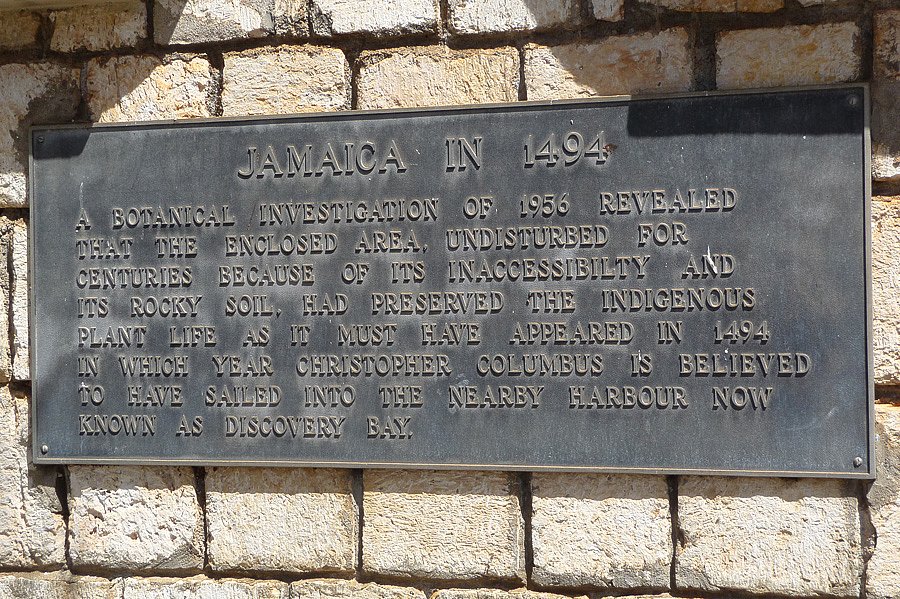 JAMAICA IN 1494
A BOTANICAL INVESTIGATION OF 1956 REVEALED
THAT THE ENCLOSED AREA, UNDISTURBED FOR
CENTURIES BECAUSE OF ITS INACCESSIBILTY AND
ITS ROCKY SOIL, HAD PRESERVED THE INDIGENOUS
PLANT LIFE AS IT MUST HAVE APPEARED IN 1494
IN WHICH YEAR CHRISTOPHER COLUMBUS IS BELIEVED
TO HAVE SAILED INTO THE NEARBY HARBOUR NOW
KNOWN AS DISCOVERY BAY.